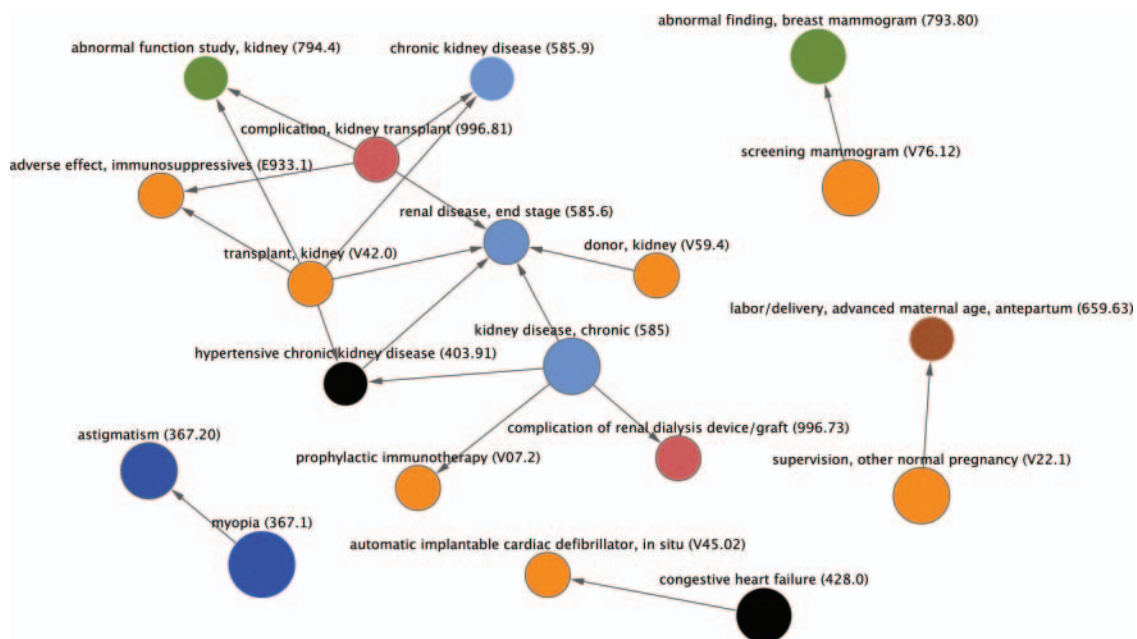 abnormal finding, breast mammogram (793.80)
abnormal function study, kidney (794.4)
chronic kidney disease (585.9)
complication, kidney transplant (996.81)
screening mammogram (V76.12)
adverse effect, immunosuppressives (E933.1)
renal disease, end stage (585.6)
transplant, kidney (V42.0)
donor, kidney (V59.4)
labor/delivery, advanced maternal age, antepartum (659.63)
kidney disease, chronic (585)
hypertensive chronic kidney disease (403.91)
complication of renal dialysis device/graft (996.73)
astigmatism (367.20)
prophylactic immunotherapy (V07.2)
supervision, other normal pregnancy (V22.1)
myopia (367.1)
automatic implantable cardiac defibrillator, in situ (V45.02)
congestive heart failure (428.0)